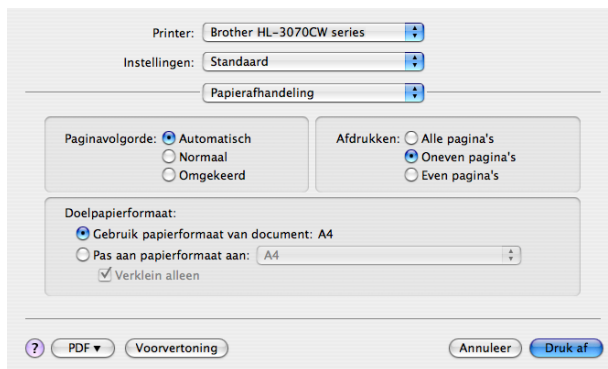 Printer: Brother HL-3070CW series
Instellingen: Standaard
Papierafhandeling
Paginavolgorde: Automatisch
Normaal
Omgekeerd
Afdrukken: Alle pagina's
Oneven pagina's
Even pagina's
Doelpapierformaat:
Gebruik papierformaat van document: A4
Pas aan papierformaat aan: A4
Verklein alleen
? PDF Voorvertoning Annuleer Druk af